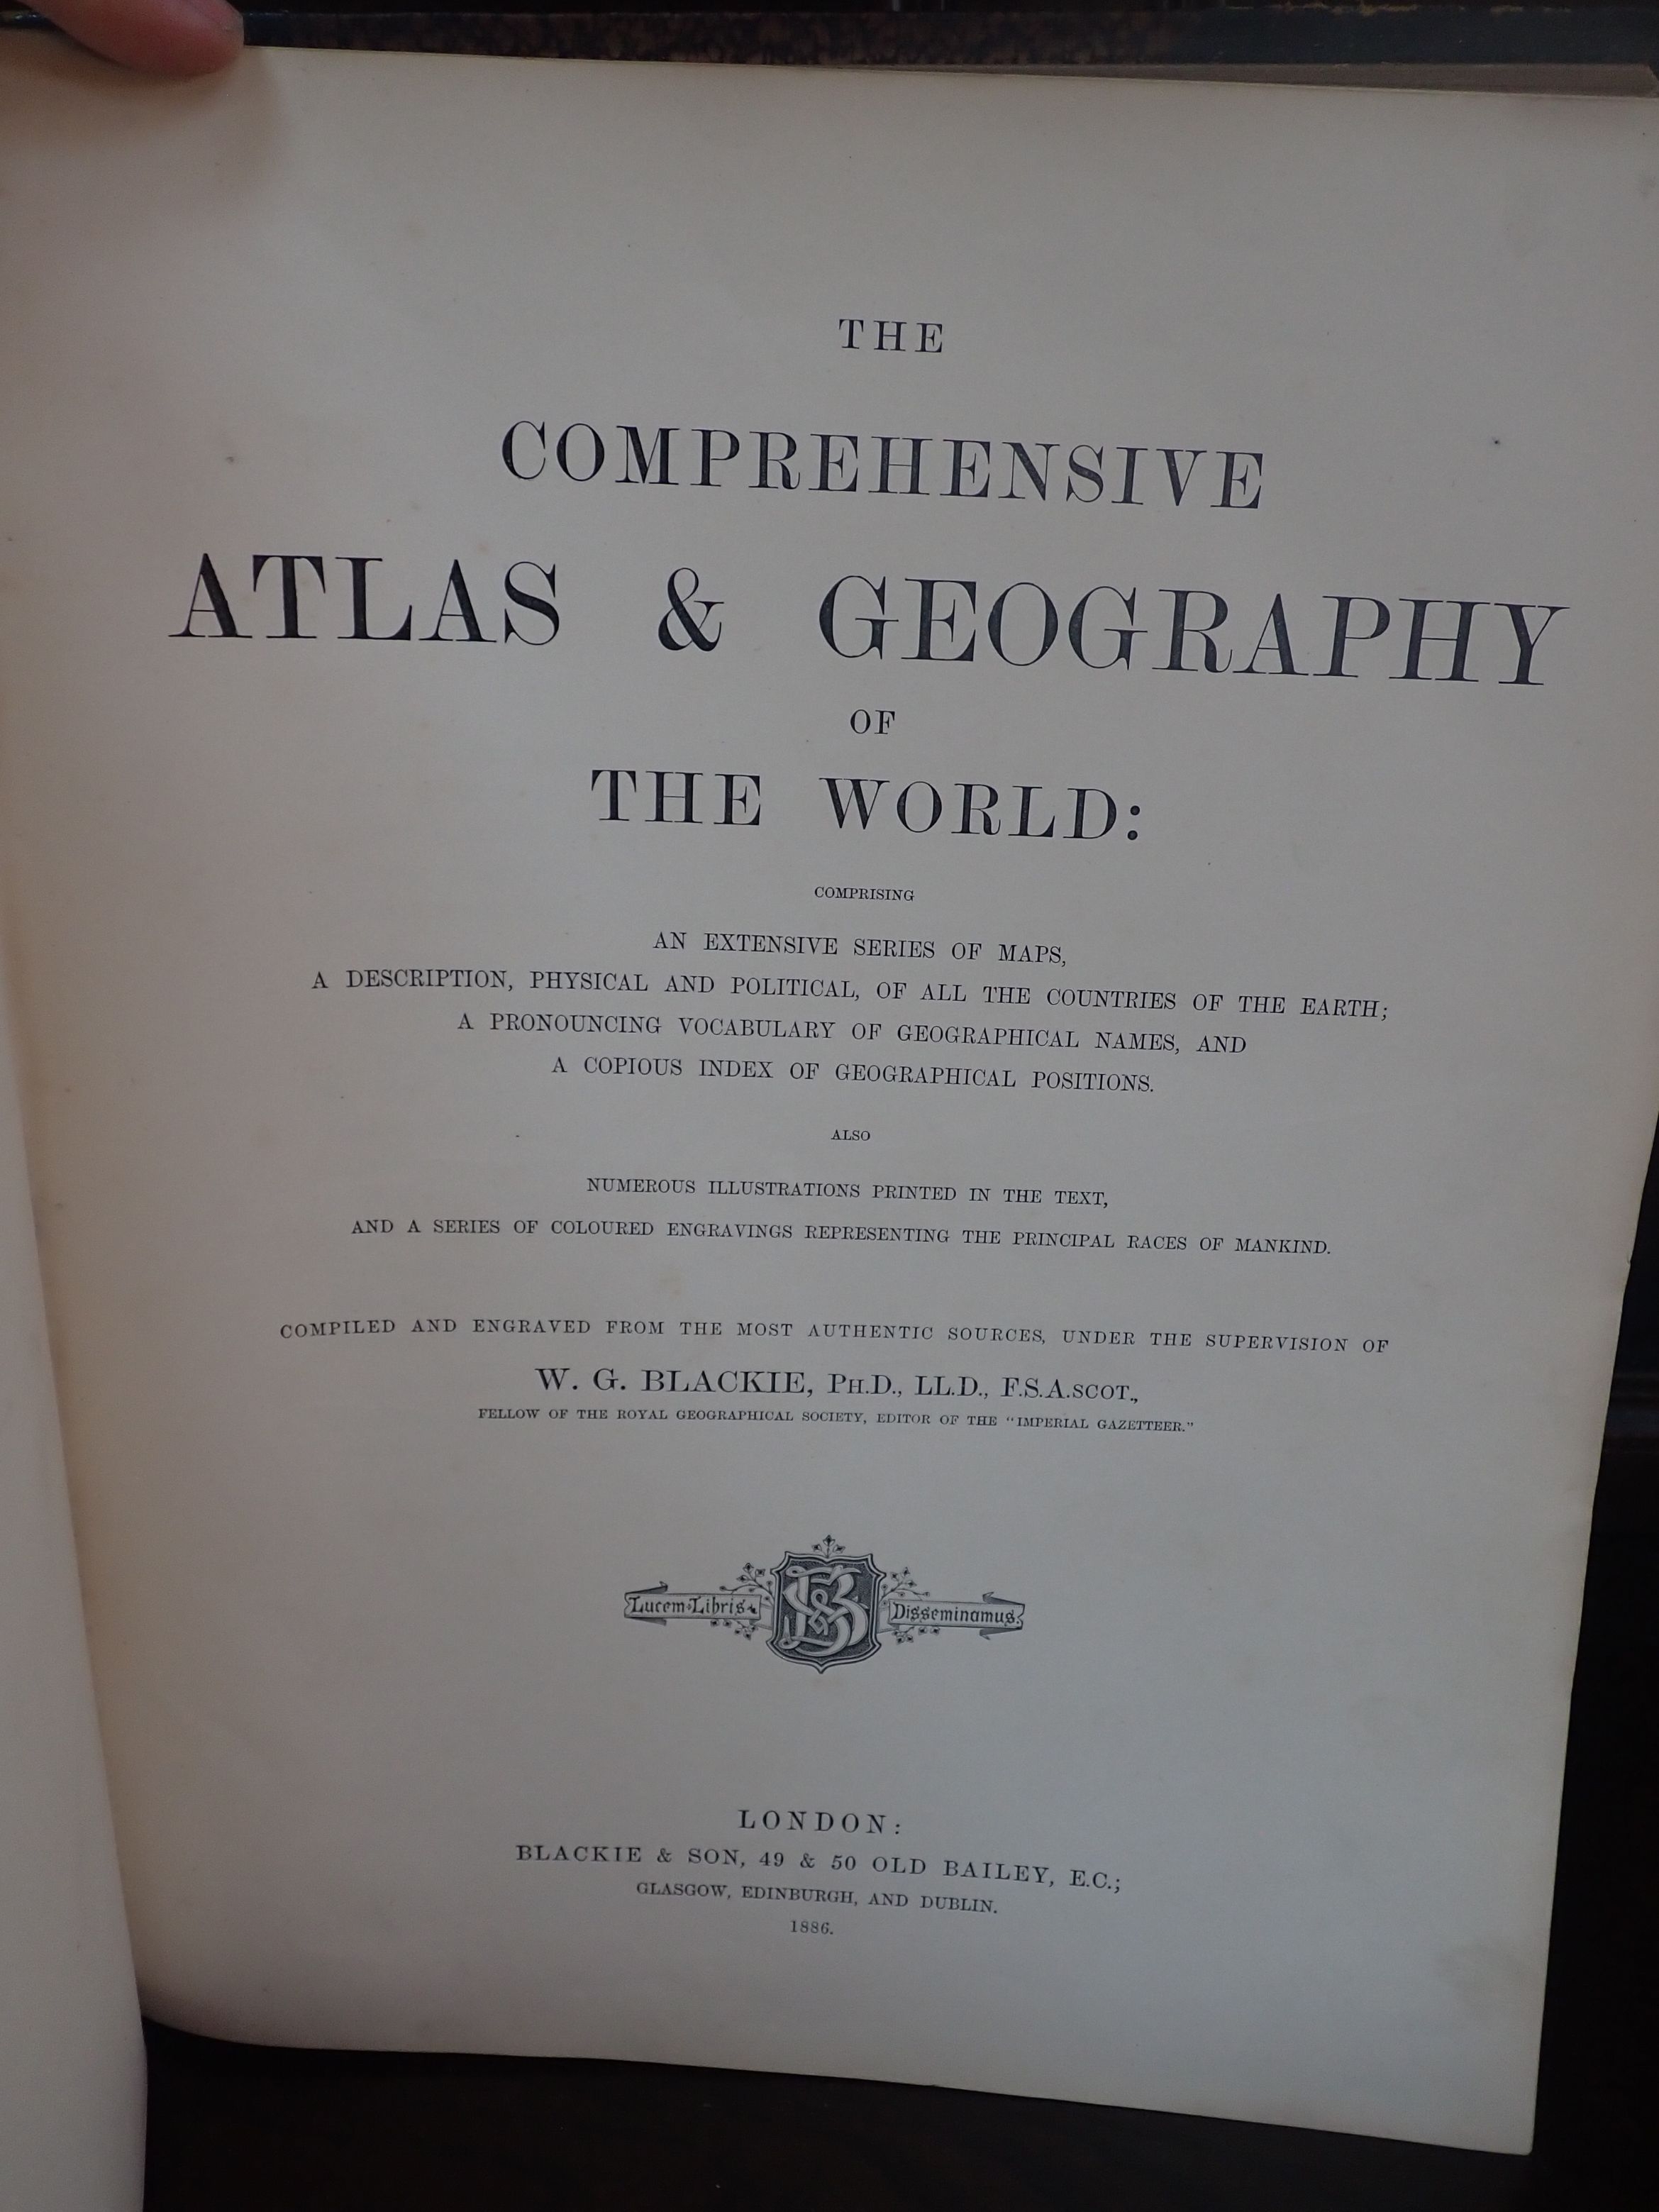 THE
COMPREHENSIVE
ATLAS & GEOGRAPHY
OF
THE WORLD:
COMPRISING
AN EXTENSIVE SERIES OF MAPS,
A DESCRIPTION, PHYSICAL AND POLITICAL, OF ALL THE COUNTRIES OF THE EARTH;
A PRONOUNCING VOCABULARY OF GEOGRAPHICAL NAMES, AND
A COPIOUS INDEX OF GEOGRAPHICAL POSITIONS.
ALSO
NUMEROUS ILLUSTRATIONS PRINTED IN THE TEXT,
AND A SERIES OF COLOURED ENGRAVINGS REPRESENTING THE PRINCIPAL RACES OF MANKIND.
COMPILED AND ENGRAVED FROM THE MOST AUTHENTIC SOURCES, UNDER THE SUPERVISION OF
W. G. BLACKIE, PH.D., LL.D., F.S.A.SCOT.,
FELLOW OF THE ROYAL GEOGRAPHICAL SOCIETY, EDITOR OF THE "IMPERIAL GAZETTEER."
Lucem Libris B&S Disseminamus
LONDON:
BLACKIE & SON, 49 & 50 OLD BAILEY, E.C.;
GLASGOW, EDINBURGH, AND DUBLIN.
1886.